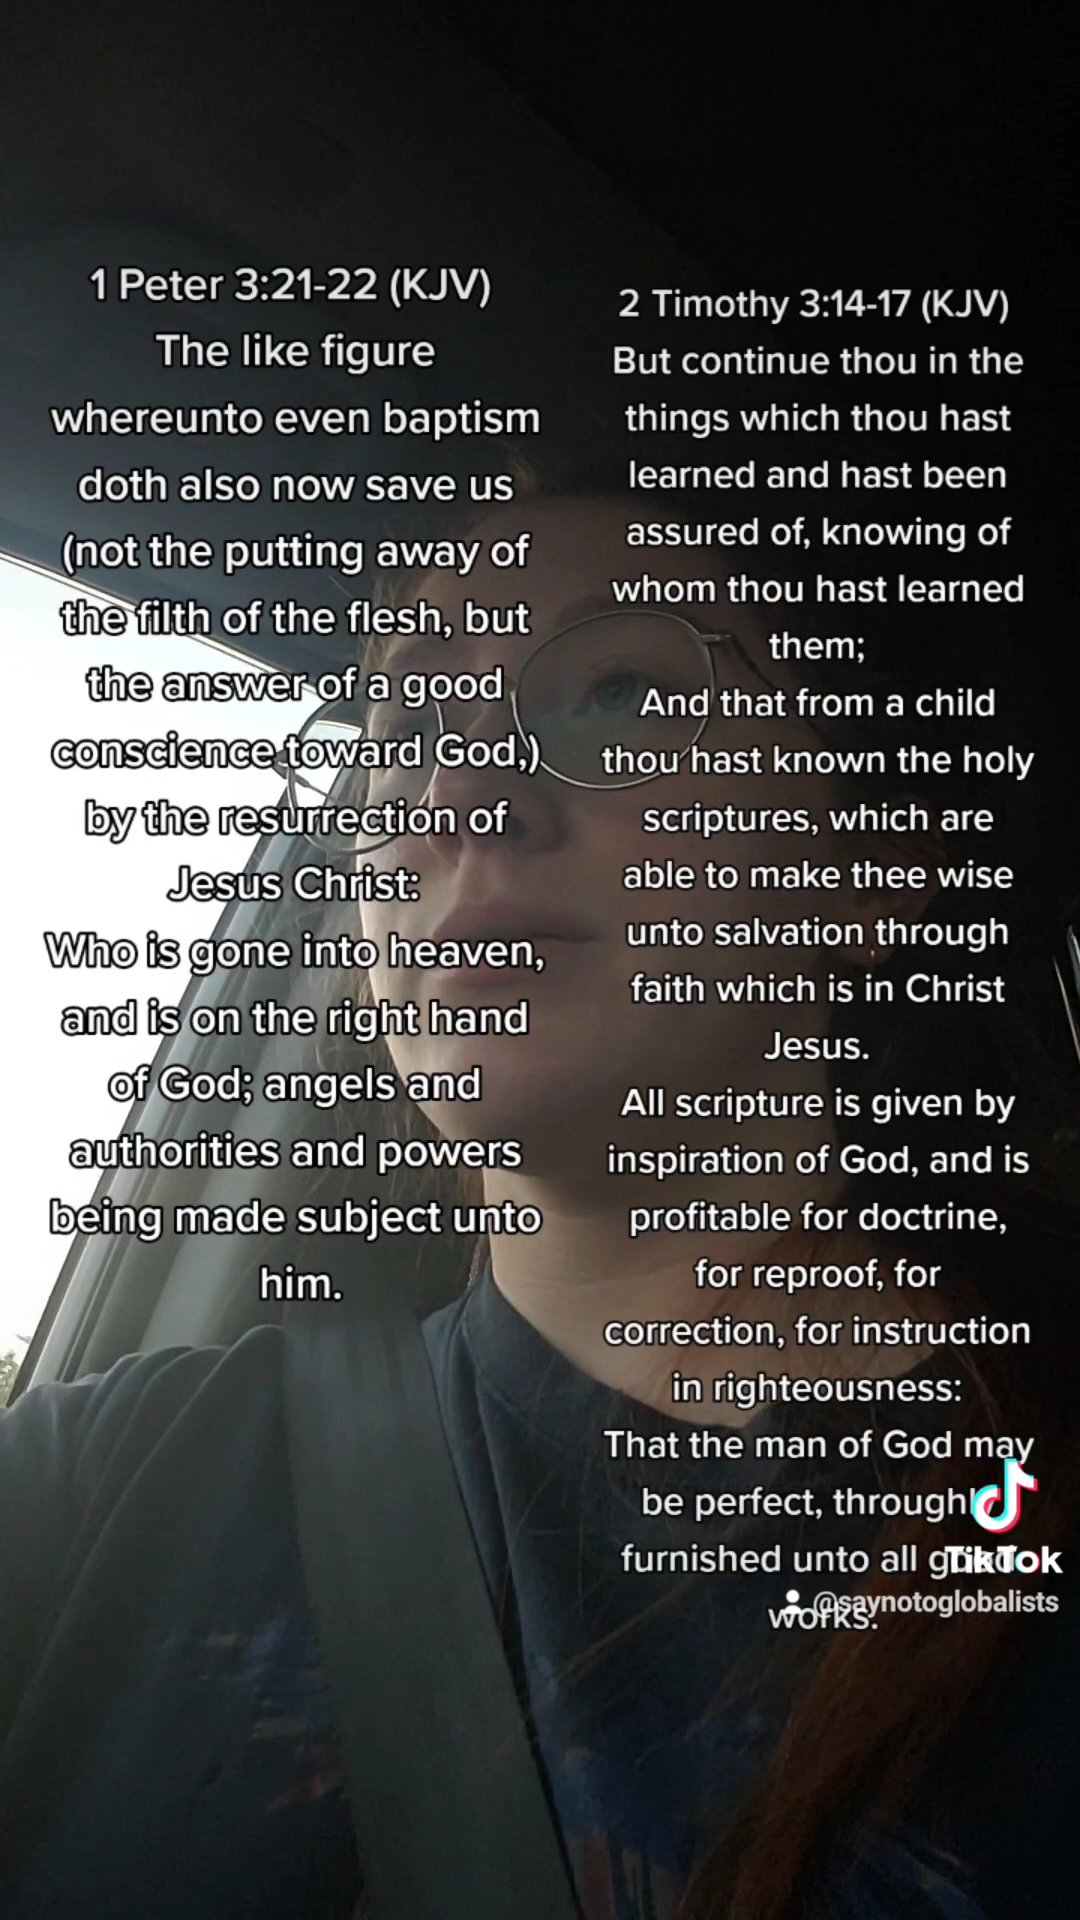 1 Peter 3:21-22 (KJV)
The like figure
whereunto even baptism
doth also now save us
(not the putting away of
the filth of the flesh, but
the answer of a good
conscience toward God,)
by the resurrection of
Jesus Christ:
Who is gone into heaven,
and is on the right hand
of God; angels and
authorities and powers
being made subject unto
him.
2 Timothy 3:14-17 (KJV)
But continue thou in the
things which thou hast
learned and hast been
assured of, knowing of
whom thou hast learned
them;
And that from a child
thou hast known the holy
scriptures, which are
able to make thee wise
unto salvation through
faith which is in Christ
Jesus.
All scripture is given by
inspiration of God, and is
profitable for doctrine,
for reproof, for
correction, for instruction
in righteousness:
That the man of God may
be perfect, throughly
furnished unto all good
works.
TikTok
@saynotoglobalists